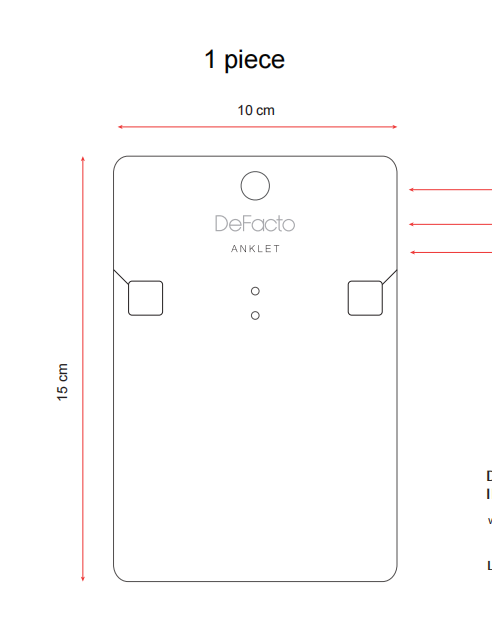 1 piece
10 cm
DeFacto
ANKLET
15 cm